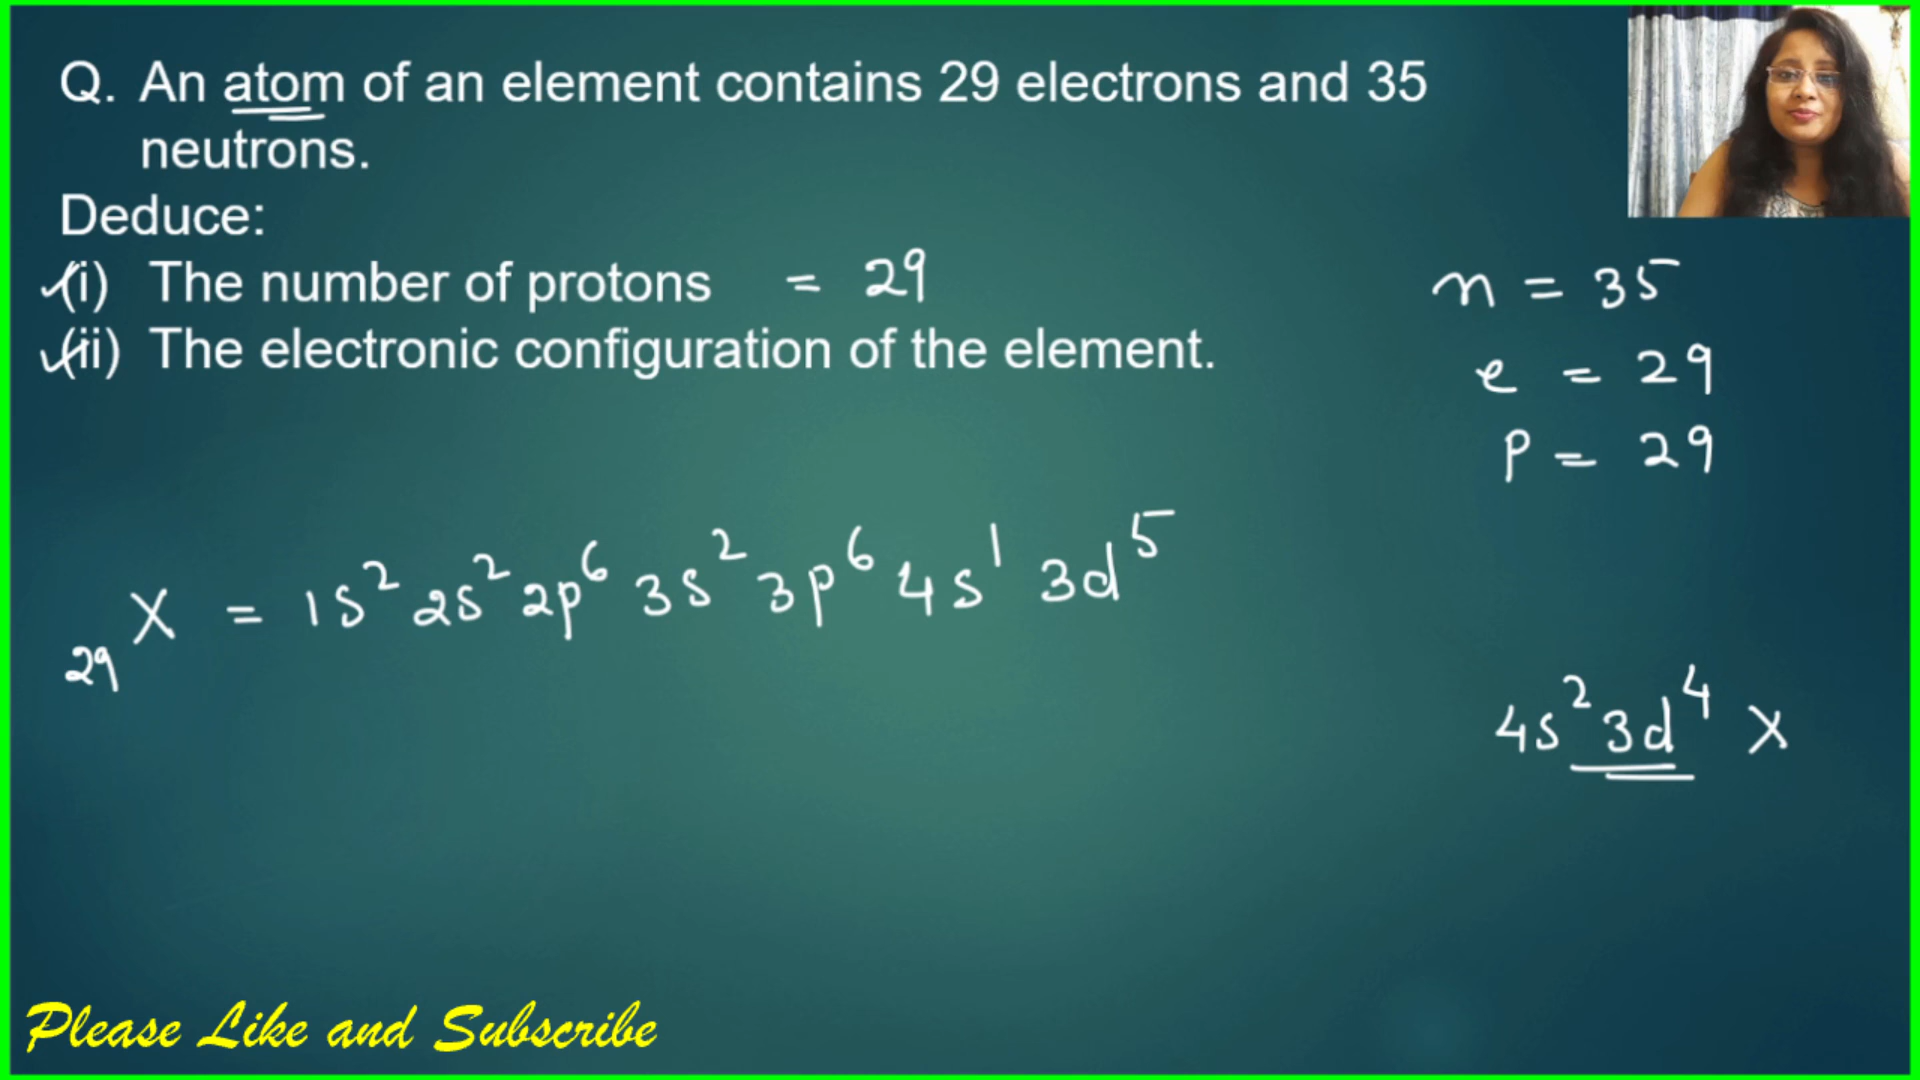 Q. An atom of an element contains 29 electrons and 35
neutrons.
Deduce:
(i) The number of protons = 29
(ii) The electronic configuration of the element.
n = 35
e = 29
p = 29
₂₉X = 1s² 2s² 2p⁶ 3s² 3p⁶ 4s¹ 3d⁵
4s² 3d⁴ X
Please Like and Subscribe